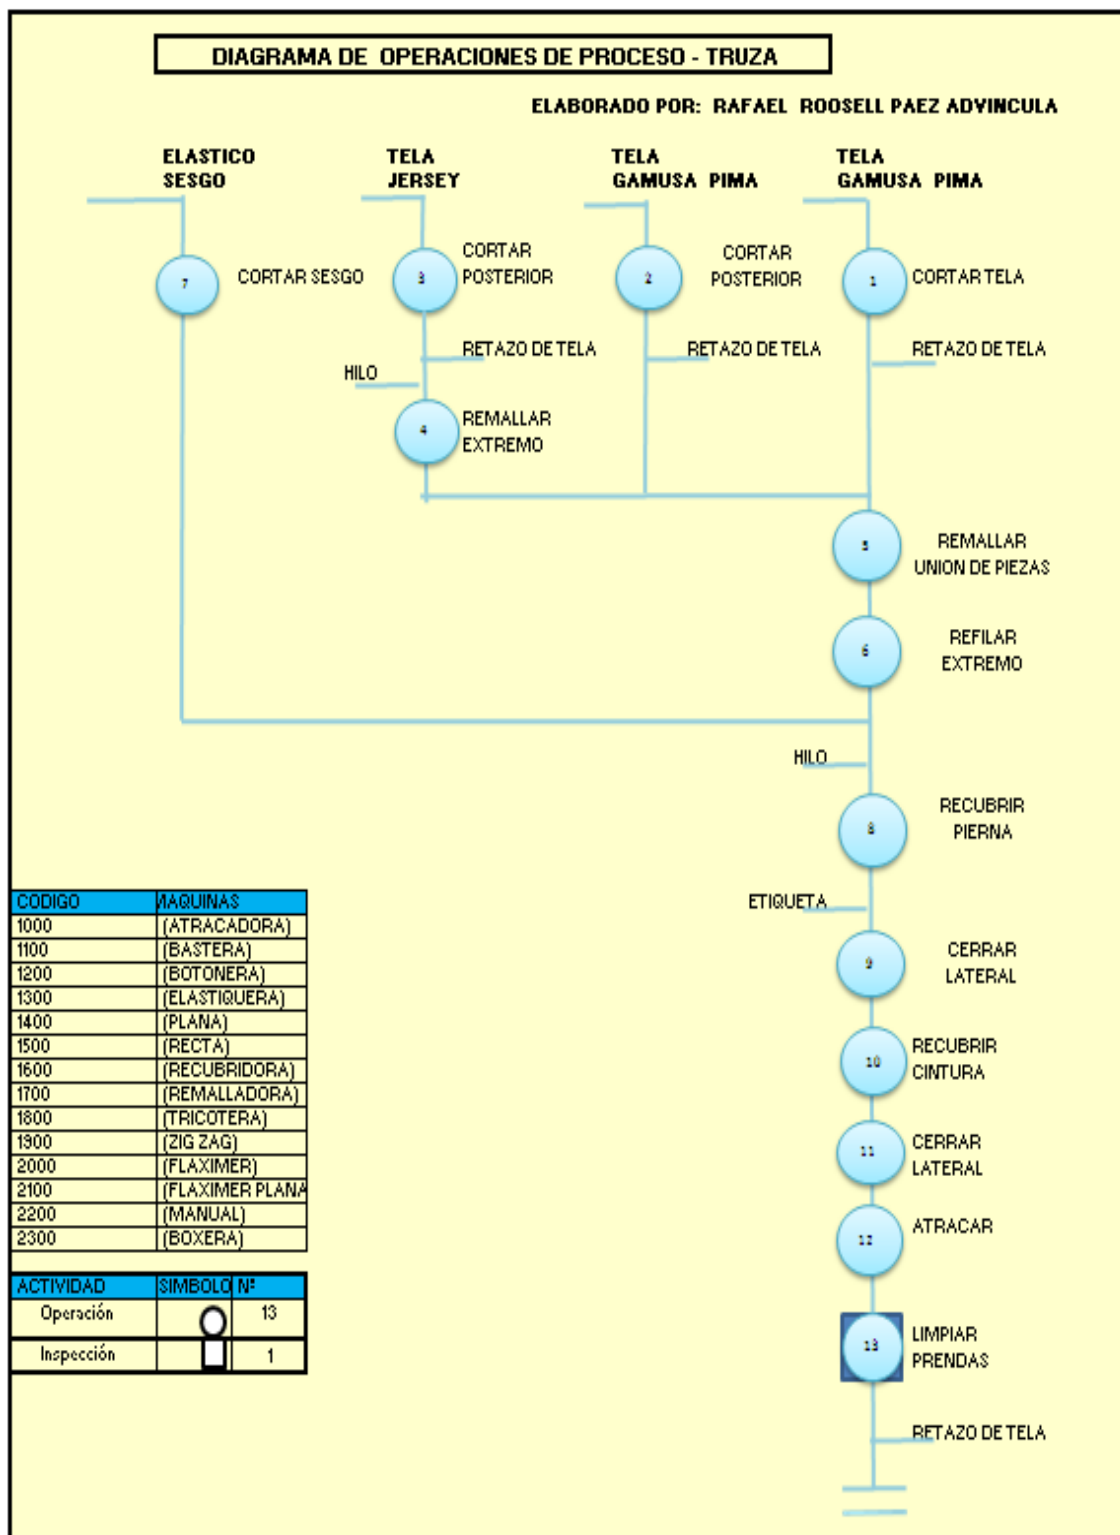 DIAGRAMA DE OPERACIONES DE PROCESO - TRUZA
ELABORADO POR: RAFAEL ROOSELL PAEZ ADVINCULA
ELASTICO
SESGO
TELA
JERSEY
TELA
GAMUSA PIMA
TELA
GAMUSA PIMA
7
CORTAR SESGO
3
CORTAR
POSTERIOR
2
CORTAR
POSTERIOR
1
CORTAR TELA
RETAZO DE TELA
RETAZO DE TELA
RETAZO DE TELA
HILO
4
REMALLAR
EXTREMO
5
REMALLAR
UNION DE PIEZAS
6
REFILAR
EXTREMO
HILO
8
RECUBRIR
PIERNA
ETIQUETA
9
CERRAR
LATERAL
10
RECUBRIR
CINTURA
11
CERRAR
LATERAL
12
ATRACAR
13
LIMPIAR
PRENDAS
RETAZO DE TELA
CODIGO MAQUINAS
1000 (ATRACADORA)
1100 (BASTERA)
1200 (BOTONERA)
1300 (ELASTIQUERA)
1400 (PLANA)
1500 (RECTA)
1600 (RECUBRIDORA)
1700 (REMALLADORA)
1800 (TRICOTERA)
1900 (ZIG ZAG)
2000 (FLAXIMER)
2100 (FLAXIMER PLANA
2200 (MANUAL)
2300 (BOXERA)
ACTIVIDAD SIMBOLO Nº
Operación 13
Inspección 1